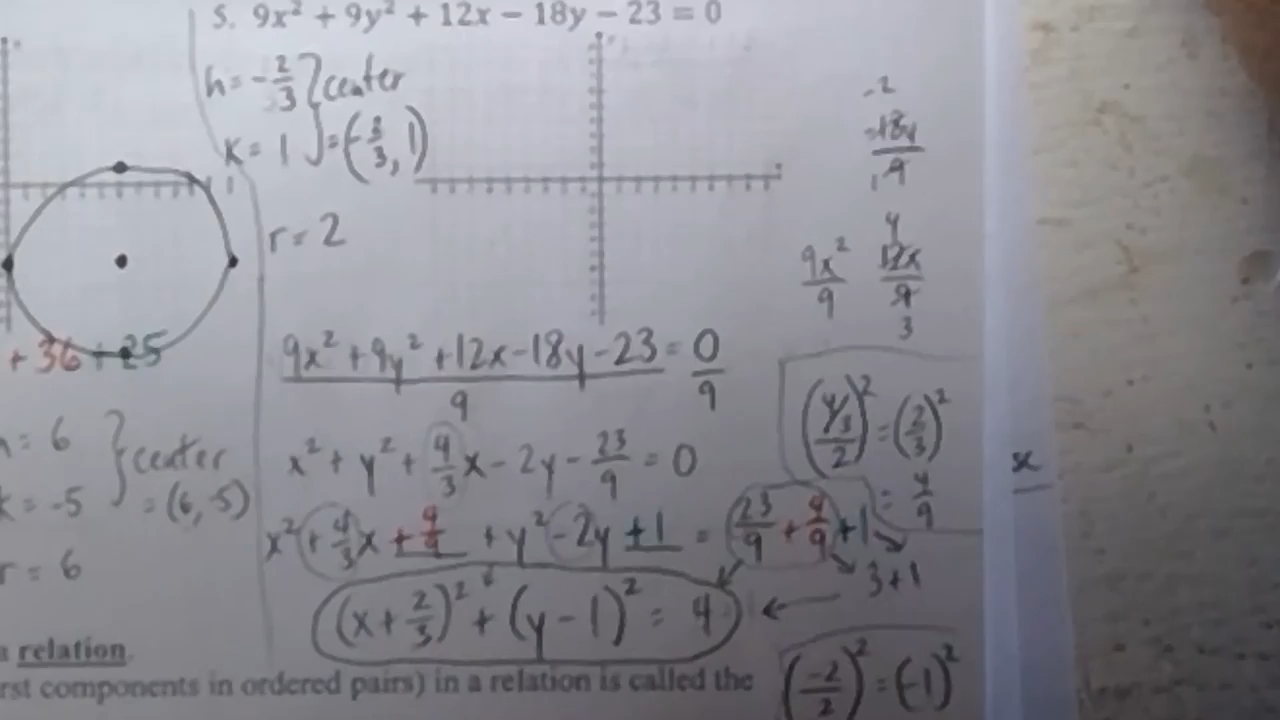 5. 9x² + 9y² + 12x − 18y − 23 = 0
h = -2/3 } center
k = 1 } = (-2/3, 1)
r = 2
(9x² + 9y² + 12x - 18y - 23)/9 = 0/9
x² + y² + 4/3 x - 2y - 23/9 = 0
x² + 4/3 x + 4/9 + y² - 2y + 1 = 23/9 + 4/9 + 1
3+1
(x + 2/3)² + (y - 1)² = 4
-2
-18y/9
1
9x²/9
4
12x/9
3
((4/3)/2)² = (2/3)²
= 4/9
(-2/2)² = (-1)²
x
+ 36 + 25
= 6 } center
k = -5 } = (6, -5)
r = 6
a relation.
rst components in ordered pairs) in a relation is called the